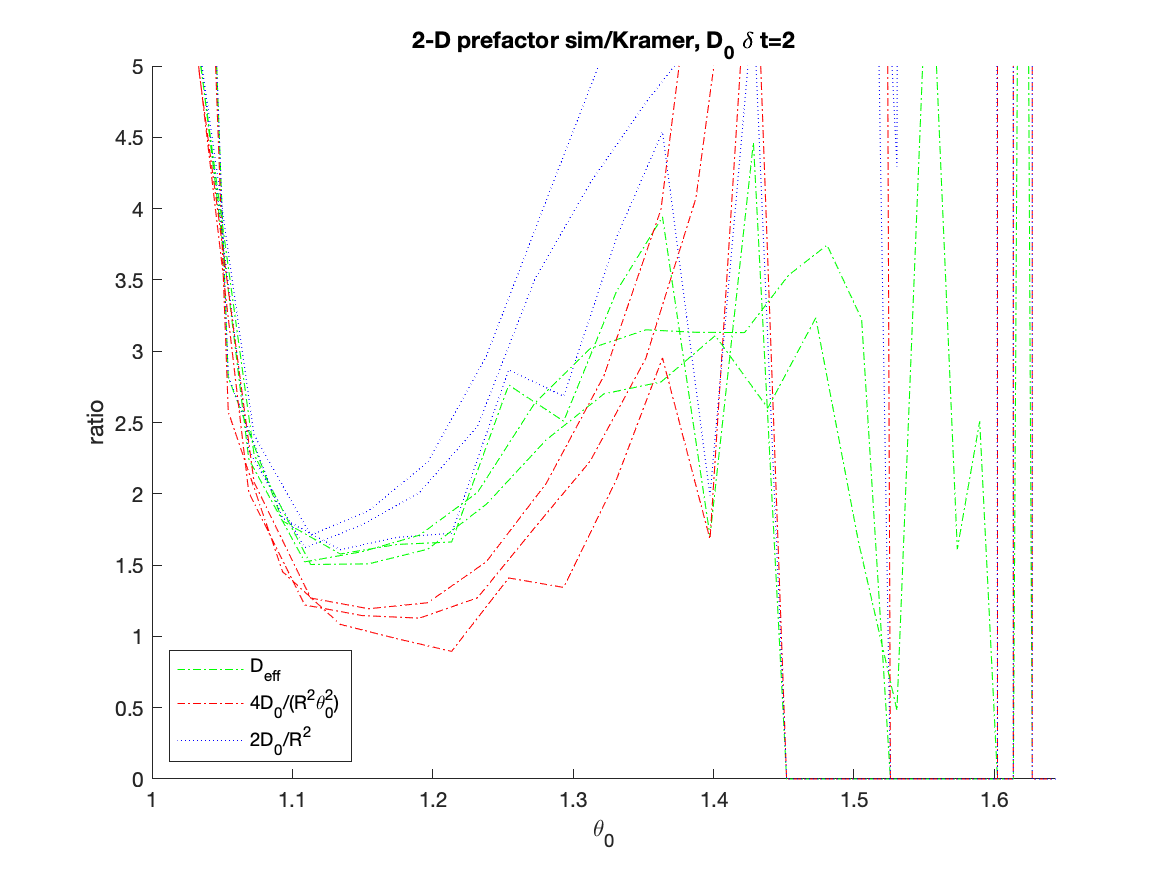 2-D prefactor sim/Kramer, D₀ δ t=2
5
4.5
4
3.5
3
2.5
2
1.5
1
0.5
0
ratio
D_eff
4D₀/(R²θ₀²)
2D₀/R²
1 1.1 1.2 1.3 1.4 1.5 1.6
θ₀